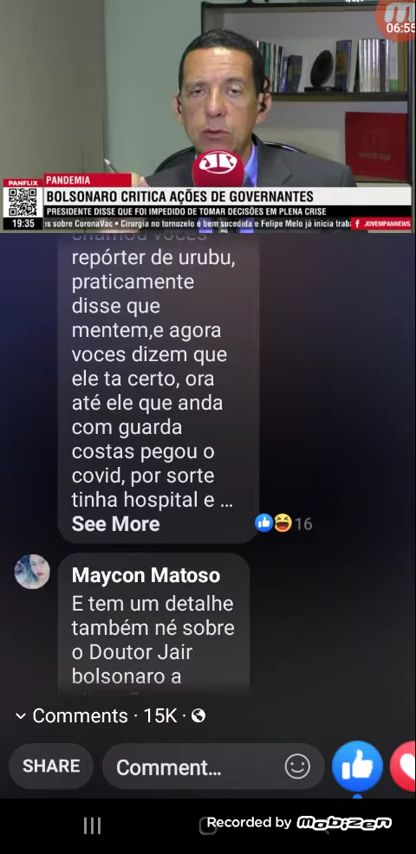 06:55
PANFLIX
PANDEMIA
BOLSONARO CRITICA AÇÕES DE GOVERNANTES
PRESIDENTE DISSE QUE FOI IMPEDIDO DE TOMAR DECISÕES EM PLENA CRISE
19:35
is sobre CoronaVac • Cirurgia no tornozelo é bem sucedida e Felipe Melo já inicia trab
JOVEMPANNEWS
chamou voces
repórter de urubu,
praticamente
disse que
mentem,e agora
voces dizem que
ele ta certo, ora
até ele que anda
com guarda
costas pegou o
covid, por sorte
tinha hospital e ...
See More
16
Maycon Matoso
E tem um detalhe
também né sobre
o Doutor Jair
bolsonaro a
Comments · 15K ·
SHARE
Comment...
Recorded by mobizen